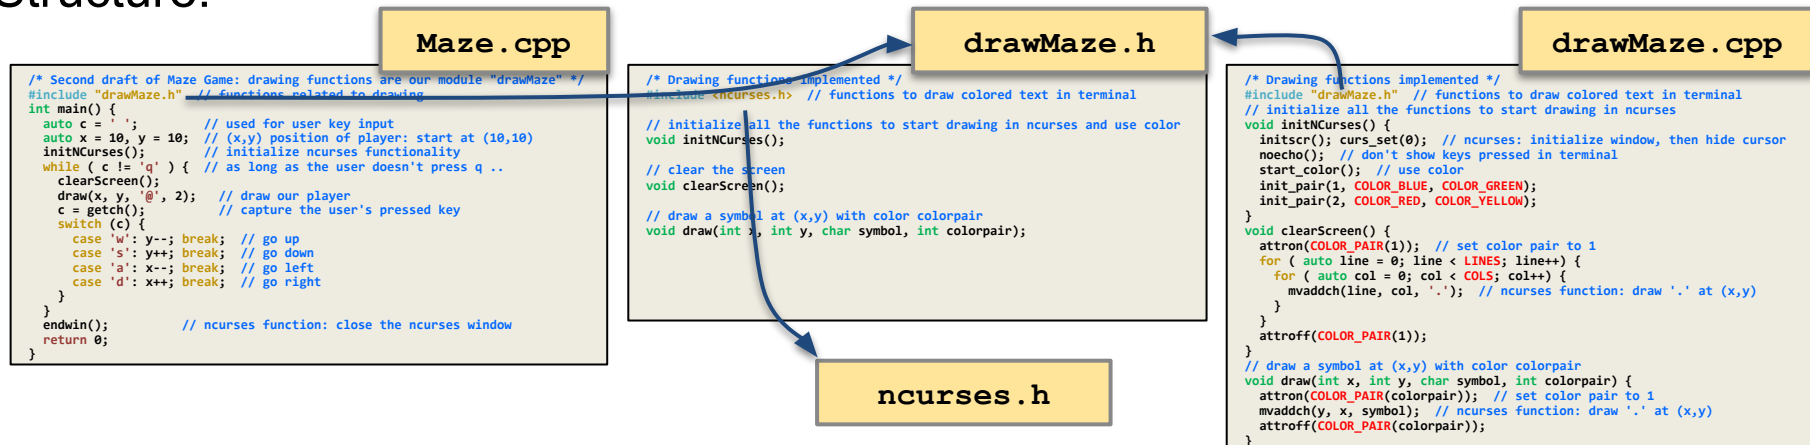 Structure:
Maze.cpp
/* Second draft of Maze Game: drawing functions are our module "drawMaze" */
#include "drawMaze.h"  // functions related to drawing
int main() {
  auto c = ' ';         // used for user key input
  auto x = 10, y = 10;  // (x,y) position of player: start at (10,10)
  initNCurses();        // initialize ncurses functionality
  while ( c != 'q' ) {  // as long as the user doesn't press q ..
    clearScreen();
    draw(x, y, '@', 2);   // draw our player
    c = getch();          // capture the user's pressed key
    switch (c) {
      case 'w': y--; break;  // go up
      case 's': y++; break;  // go down
      case 'a': x--; break;  // go left
      case 'd': x++; break;  // go right
    }
  }
  endwin();          // ncurses function: close the ncurses window
  return 0;
}
drawMaze.h
/* Drawing functions implemented */
#include <ncurses.h>  // functions to draw colored text in terminal
// initialize all the functions to start drawing in ncurses and use color
void initNCurses();
// clear the screen
void clearScreen();
// draw a symbol at (x,y) with color colorpair
void draw(int x, int y, char symbol, int colorpair);
ncurses.h
drawMaze.cpp
/* Drawing functions implemented */
#include "drawMaze.h"  // functions to draw colored text in terminal
// initialize all the functions to start drawing in ncurses
void initNCurses() {
  initscr(); curs_set(0);  // ncurses: initialize window, then hide cursor
  noecho();  // don't show keys pressed in terminal
  start_color();  // use color
  init_pair(1, COLOR_BLUE, COLOR_GREEN);
  init_pair(2, COLOR_RED, COLOR_YELLOW);
}
void clearScreen() {
  attron(COLOR_PAIR(1));  // set color pair to 1
  for ( auto line = 0; line < LINES; line++) {
    for ( auto col = 0; col < COLS; col++) {
      mvaddch(line, col, '.');  // ncurses function: draw '.' at (x,y)
    }
  }
  attroff(COLOR_PAIR(1));
}
// draw a symbol at (x,y) with color colorpair
void draw(int x, int y, char symbol, int colorpair) {
  attron(COLOR_PAIR(colorpair));  // set color pair to 1
  mvaddch(y, x, symbol);  // ncurses function: draw '.' at (x,y)
  attroff(COLOR_PAIR(colorpair));
}